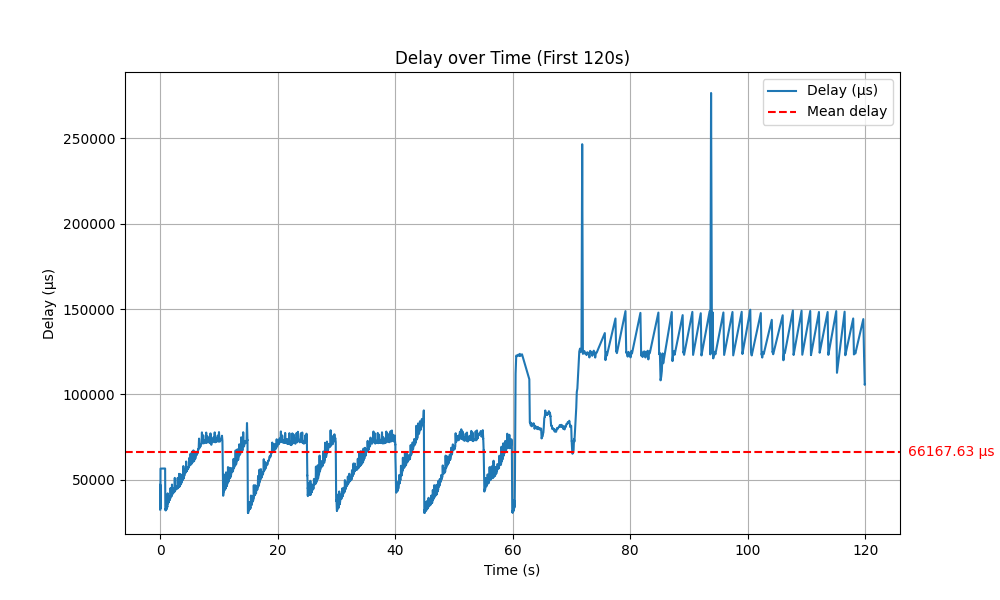 Delay over Time (First 120s)
Delay (µs)
Mean delay
250000
200000
150000
100000
50000
Delay (µs)
66167.63 µs
0 20 40 60 80 100 120
Time (s)